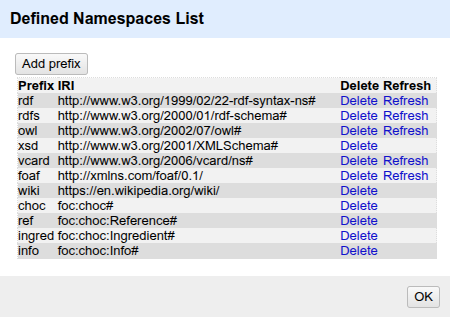 Defined Namespaces List
Add prefix
Prefix IRI Delete Refresh
rdf http://www.w3.org/1999/02/22-rdf-syntax-ns# Delete Refresh
rdfs http://www.w3.org/2000/01/rdf-schema# Delete Refresh
owl http://www.w3.org/2002/07/owl# Delete Refresh
xsd http://www.w3.org/2001/XMLSchema# Delete
vcard http://www.w3.org/2006/vcard/ns# Delete Refresh
foaf http://xmlns.com/foaf/0.1/ Delete Refresh
wiki https://en.wikipedia.org/wiki/ Delete
choc foc:choc# Delete
ref foc:choc:Reference# Delete
ingred foc:choc:Ingredient# Delete
info foc:choc:Info# Delete
OK